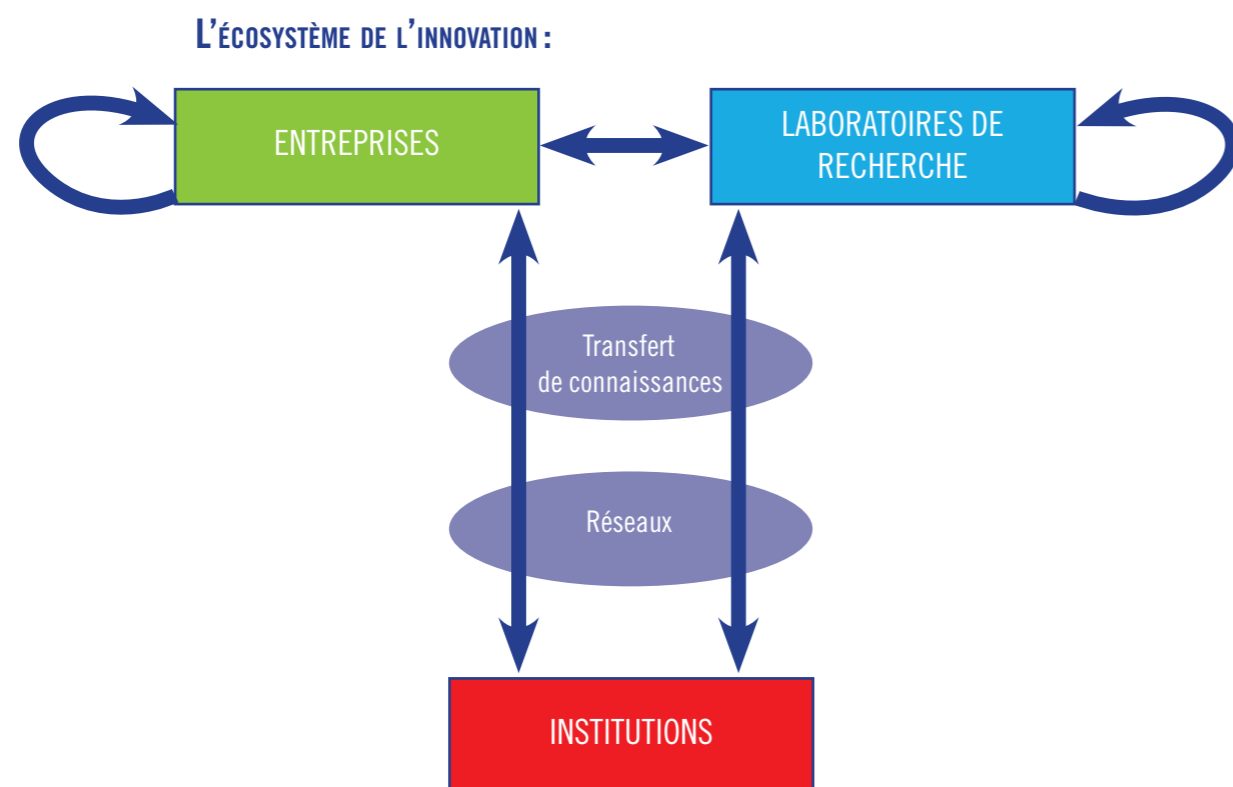 L'ÉCOSYSTÈME DE L'INNOVATION :
ENTREPRISES
LABORATOIRES DE
RECHERCHE
Transfert
de connaissances
Réseaux
INSTITUTIONS